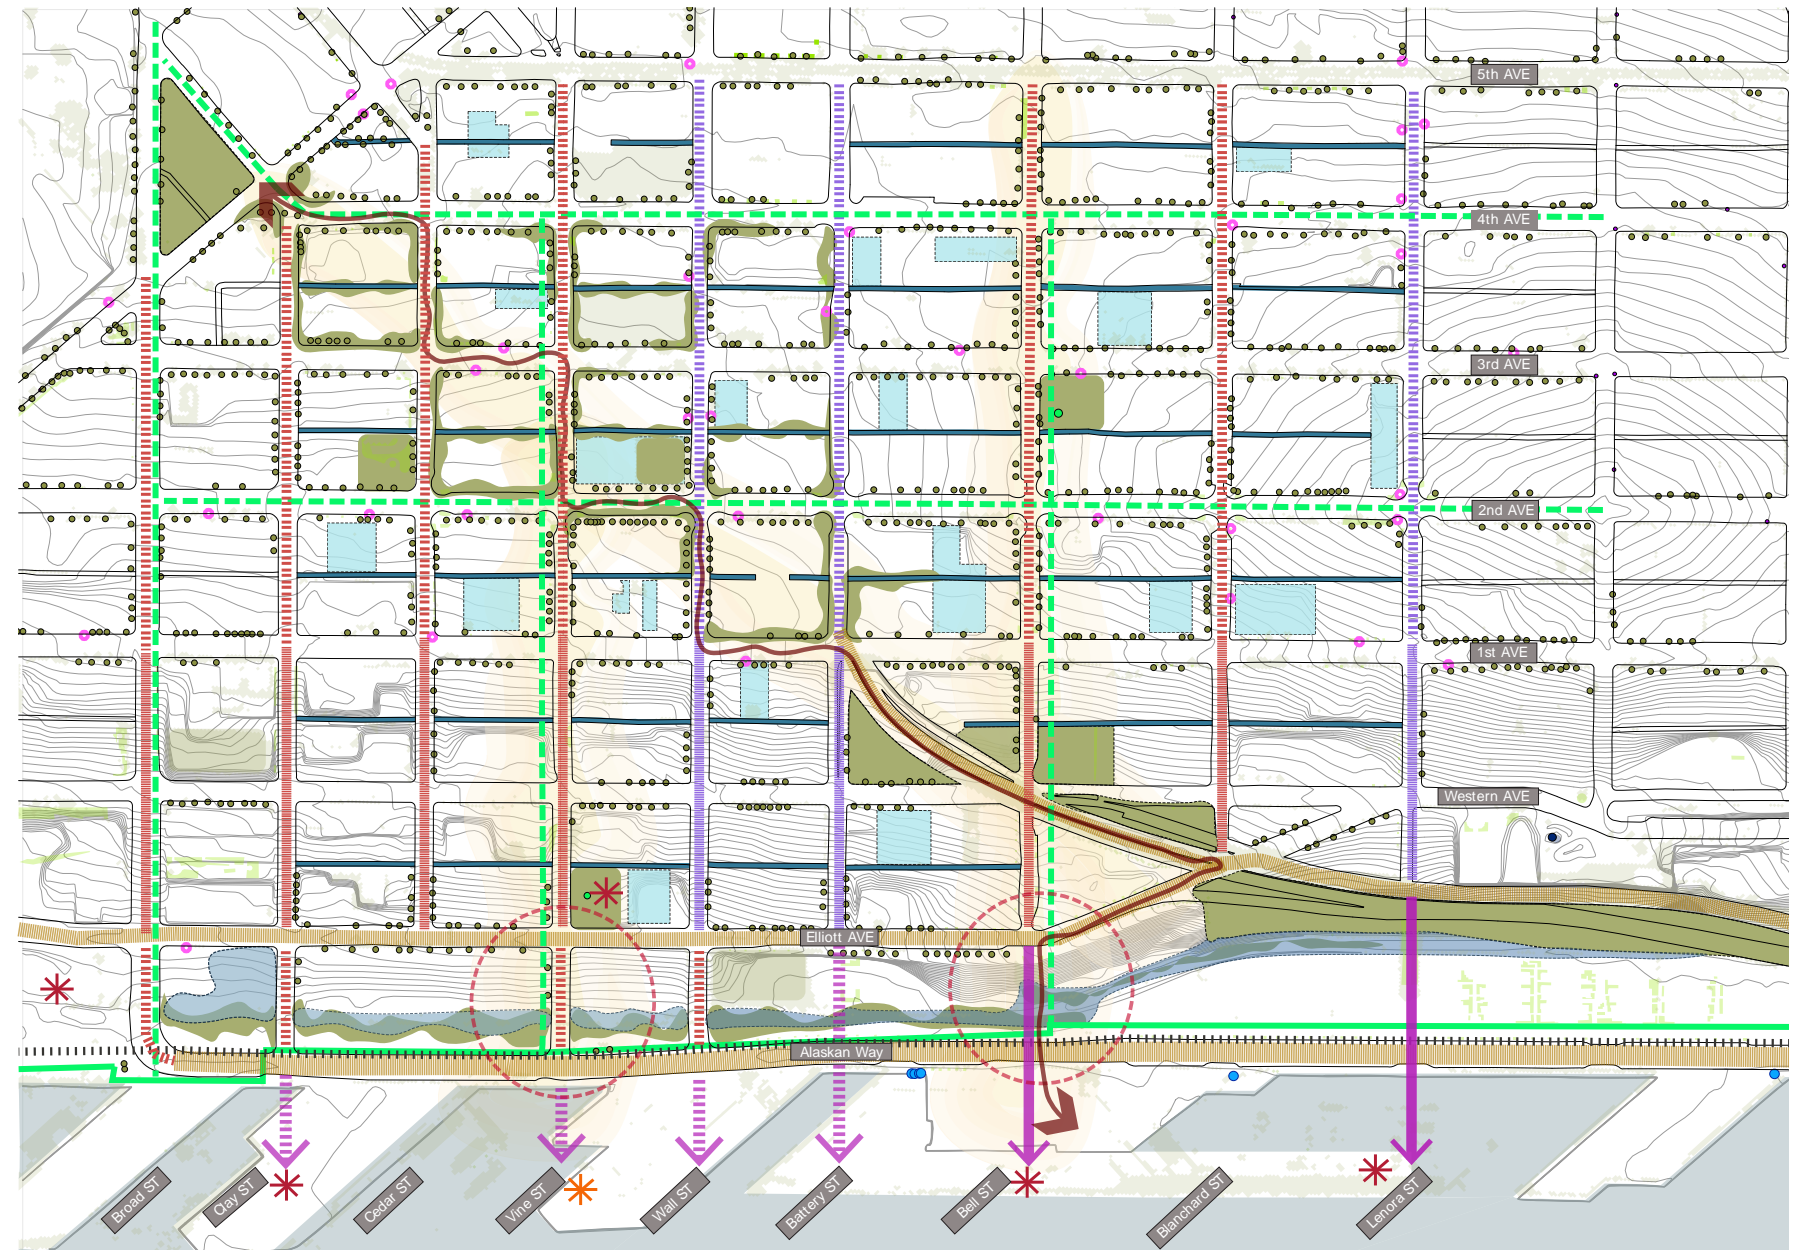 5th AVE
4th AVE
3rd AVE
2nd AVE
1st AVE
Western AVE
Elliott AVE
Alaskan Way
Broad ST
Clay ST
Cedar ST
Vine ST
Wall ST
Battery ST
Bell ST
Blanchard ST
Lenora ST